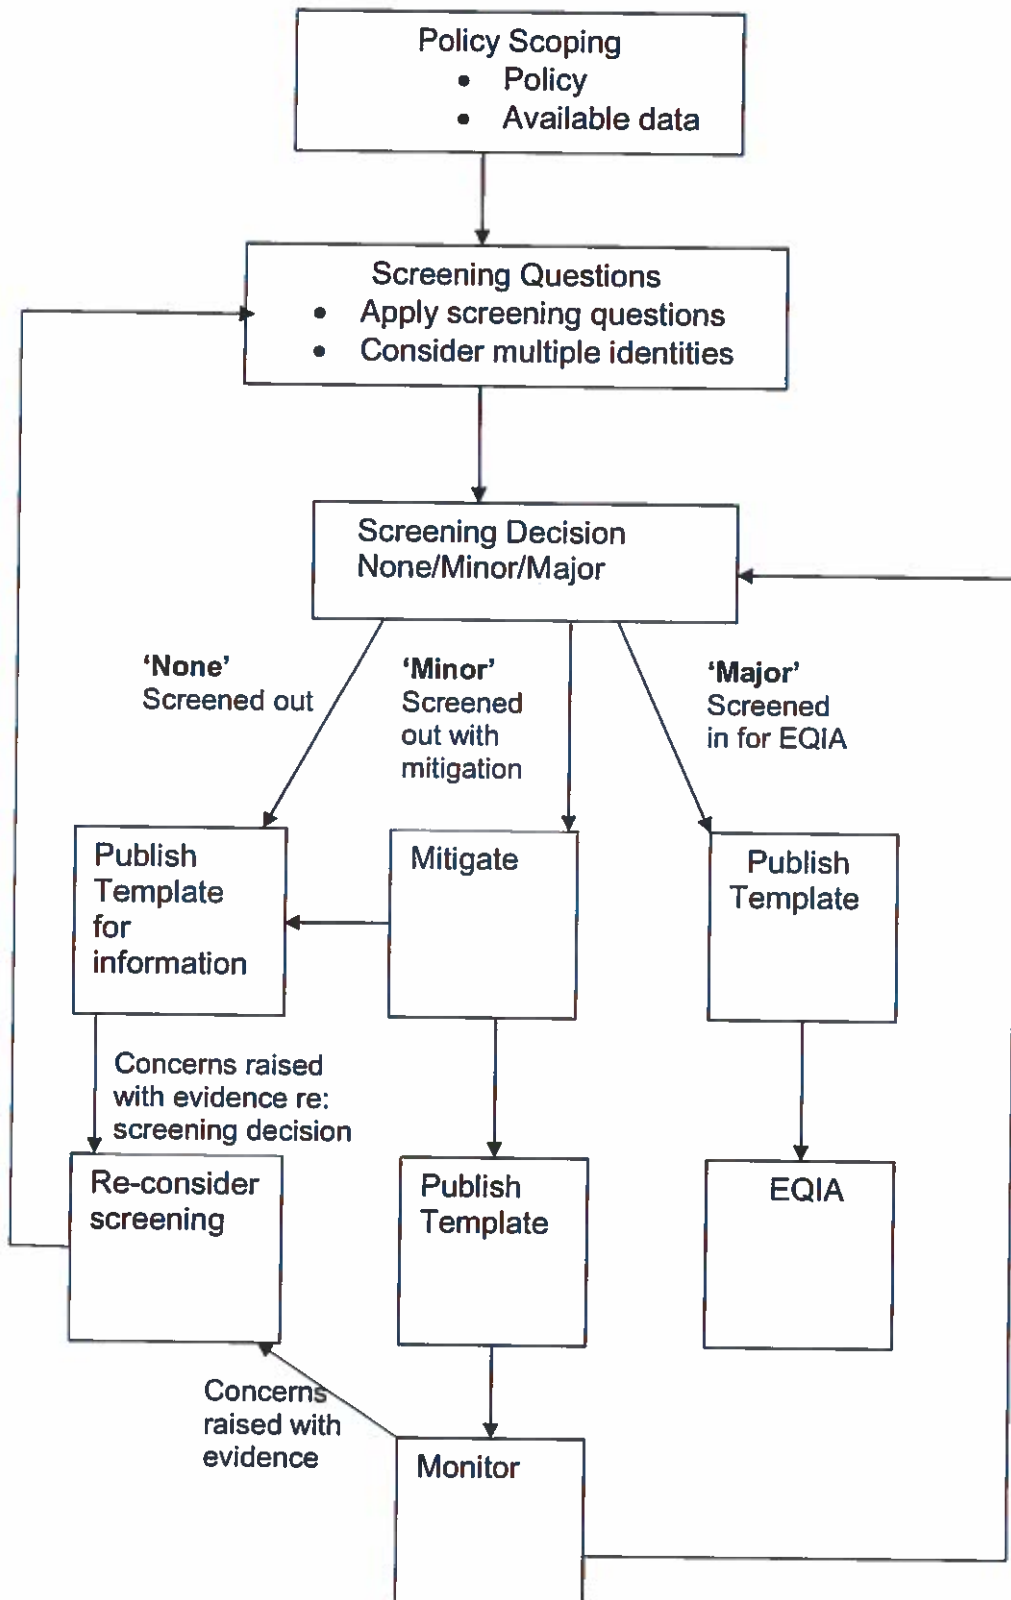 Policy Scoping
• Policy
• Available data
Screening Questions
• Apply screening questions
• Consider multiple identities
Screening Decision
None/Minor/Major
‘None’
Screened out
‘Minor’
Screened
out with
mitigation
‘Major’
Screened
in for EQIA
Publish
Template
for
information
Mitigate
Publish
Template
Concerns raised
with evidence re:
screening decision
Re-consider
screening
Publish
Template
EQIA
Concerns
raised with
evidence
Monitor